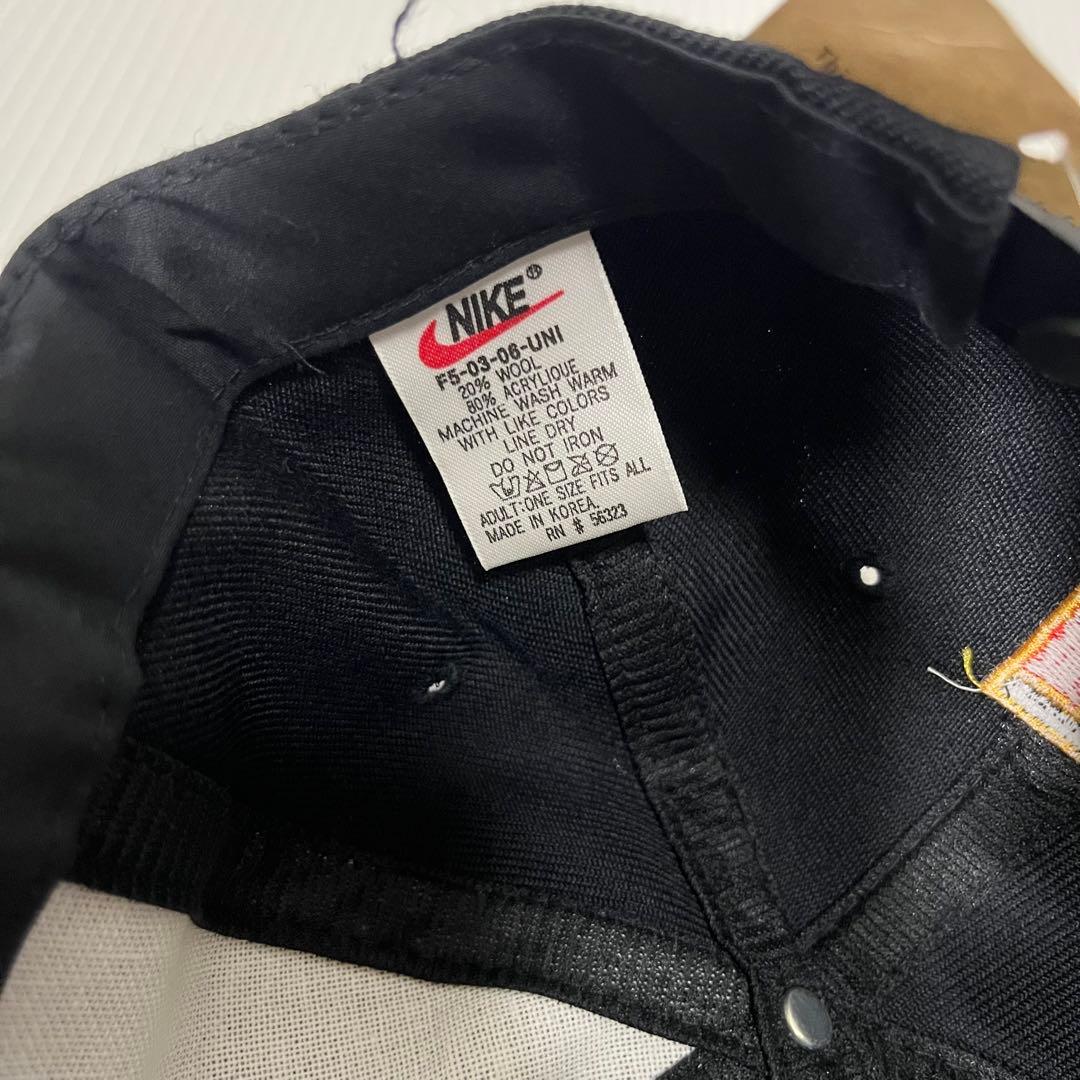 NIKE®
F5-03-06-UNI
20% WOOL
80% ACRYLIQUE
MACHINE WASH WARM
WITH LIKE COLORS
LINE DRY
DO NOT IRON
ADULT:ONE SIZE FITS ALL
MADE IN KOREA.
RN # 56323